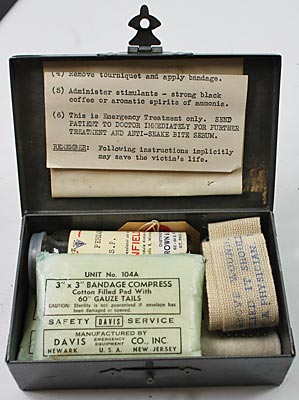 (4) Remove tourniquet and apply bandage.
(5) Administer stimulants - strong black
coffee or aromatic spirits of ammonia.
(6) This is Emergency Treatment only. SEND
PATIENT TO DOCTOR IMMEDIATELY FOR FURTHER
TREATMENT AND ANTI-SNAKE BITE SERUM.
REMEMBER: Following instructions implicitly
may save the victim's life.
UNIT No. 104A
3" x 3" BANDAGE COMPRESS
Cotton Filled Pad With
60" GAUZE TAILS
CAUTION: Sterility is not guaranteed if envelope has
been damaged or opened.
SAFETY DAVIS SERVICE
MANUFACTURED BY
DAVIS EMERGENCY EQUIPMENT CO., INC.
NEWARK U. S. A. NEW JERSEY
IT SHOULD
A PHYSICIAN